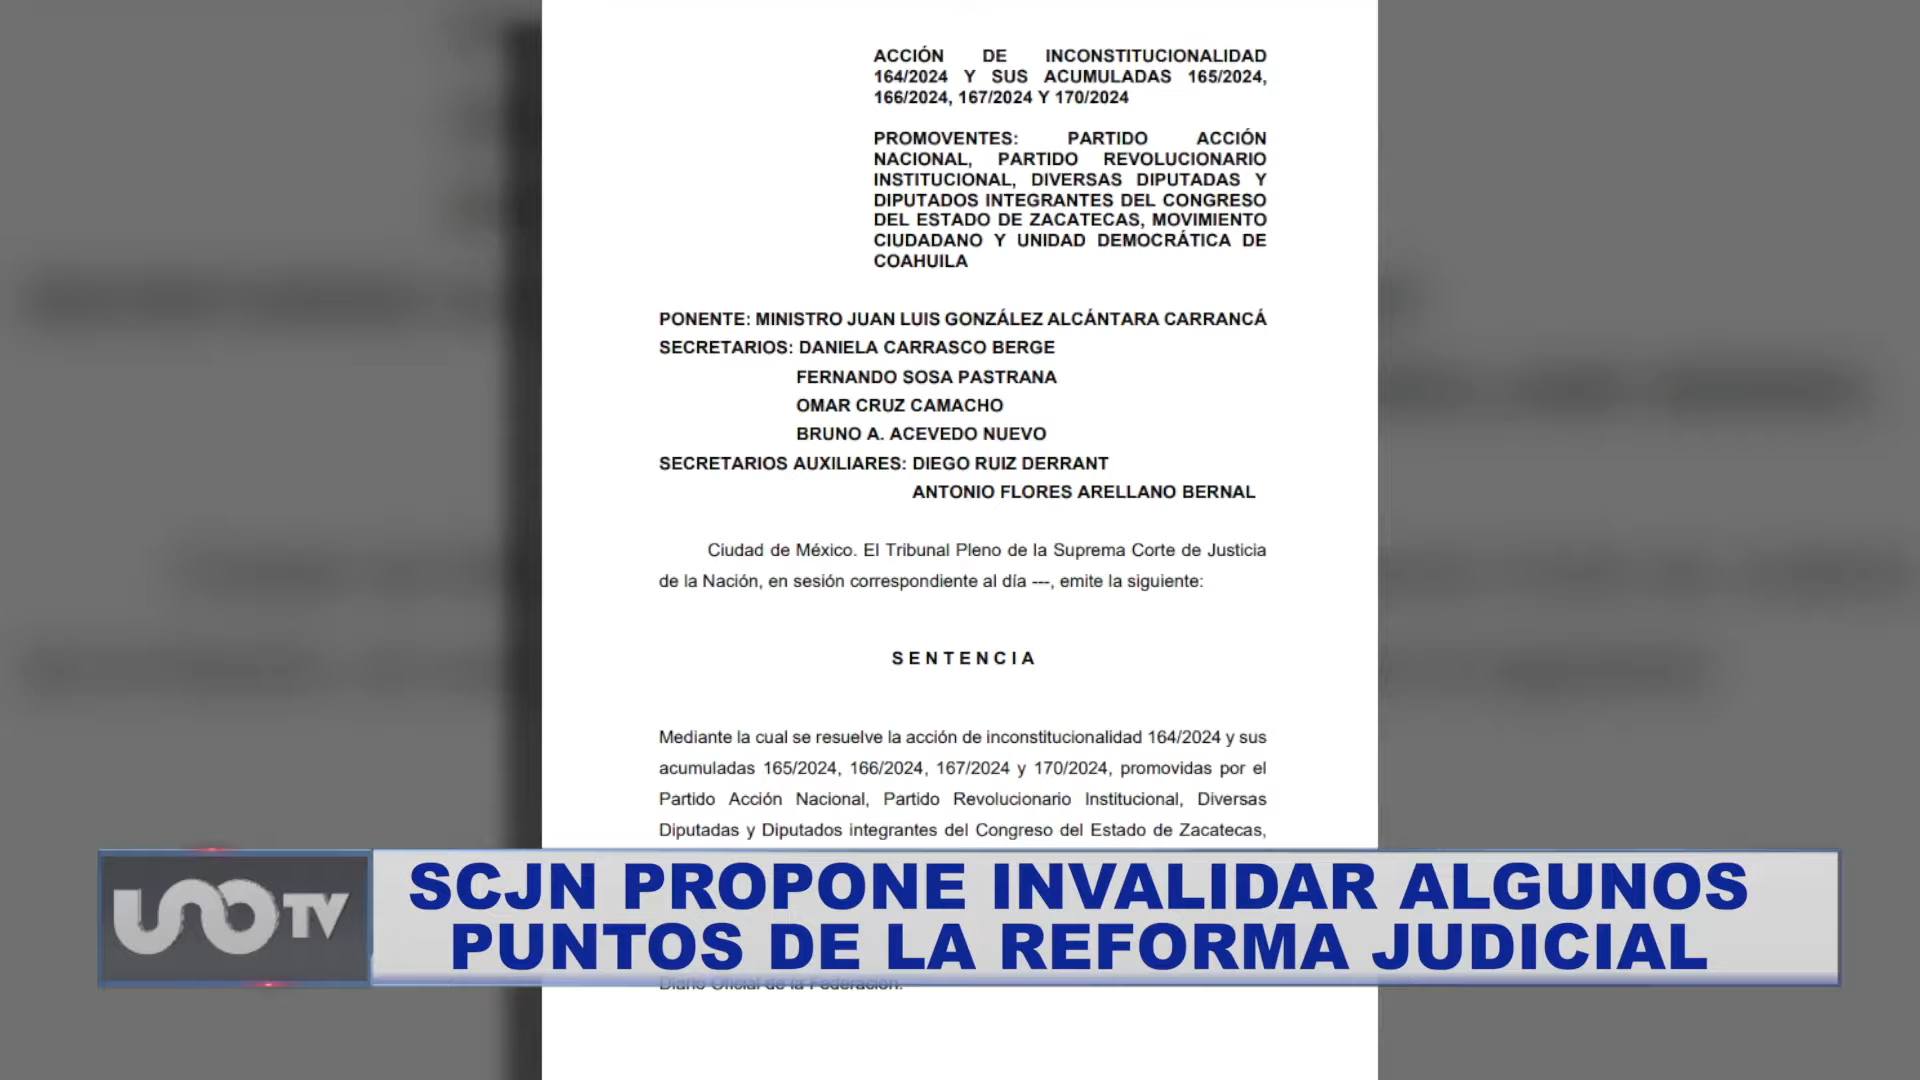 ACCIÓN DE INCONSTITUCIONALIDAD
164/2024 Y SUS ACUMULADAS 165/2024,
166/2024, 167/2024 Y 170/2024
PROMOVENTES: PARTIDO ACCIÓN
NACIONAL, PARTIDO REVOLUCIONARIO
INSTITUCIONAL, DIVERSAS DIPUTADAS Y
DIPUTADOS INTEGRANTES DEL CONGRESO
DEL ESTADO DE ZACATECAS, MOVIMIENTO
CIUDADANO Y UNIDAD DEMOCRÁTICA DE
COAHUILA
PONENTE: MINISTRO JUAN LUIS GONZÁLEZ ALCÁNTARA CARRANCÁ
SECRETARIOS: DANIELA CARRASCO BERGE
FERNANDO SOSA PASTRANA
OMAR CRUZ CAMACHO
BRUNO A. ACEVEDO NUEVO
SECRETARIOS AUXILIARES: DIEGO RUIZ DERRANT
ANTONIO FLORES ARELLANO BERNAL
Ciudad de México. El Tribunal Pleno de la Suprema Corte de Justicia
de la Nación, en sesión correspondiente al día ---, emite la siguiente:
SENTENCIA
Mediante la cual se resuelve la acción de inconstitucionalidad 164/2024 y sus
acumuladas 165/2024, 166/2024, 167/2024 y 170/2024, promovidas por el
Partido Acción Nacional, Partido Revolucionario Institucional, Diversas
Diputadas y Diputados integrantes del Congreso del Estado de Zacatecas,
UNO TV
SCJN PROPONE INVALIDAR ALGUNOS
PUNTOS DE LA REFORMA JUDICIAL
Diario Oficial de la Federación.